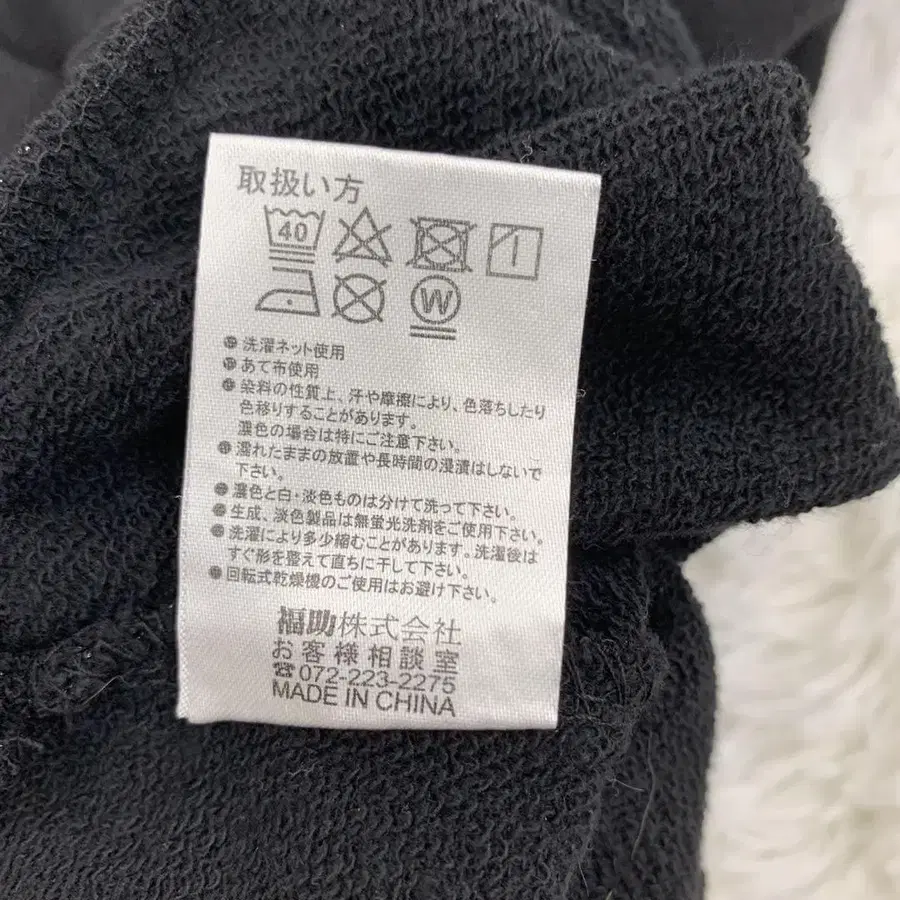 取扱い方
40
W
洗濯ネット使用
あて布使用
染料の性質上、汗や摩擦により、色落ちしたり
色移りすることがあります。
濃色の場合は特にご注意下さい。
濡れたままの放置や長時間の浸漬はしないで
下さい。
濃色と白・淡色ものは分けて洗って下さい。
生成、淡色製品は無蛍光洗剤をご使用下さい。
洗濯により多少縮むことがあります。洗濯後は
すぐ形を整えて直ちに干して下さい。
回転式乾燥機のご使用はお避け下さい。
福助株式会社
お客様相談室
☎072-223-2275
MADE IN CHINA